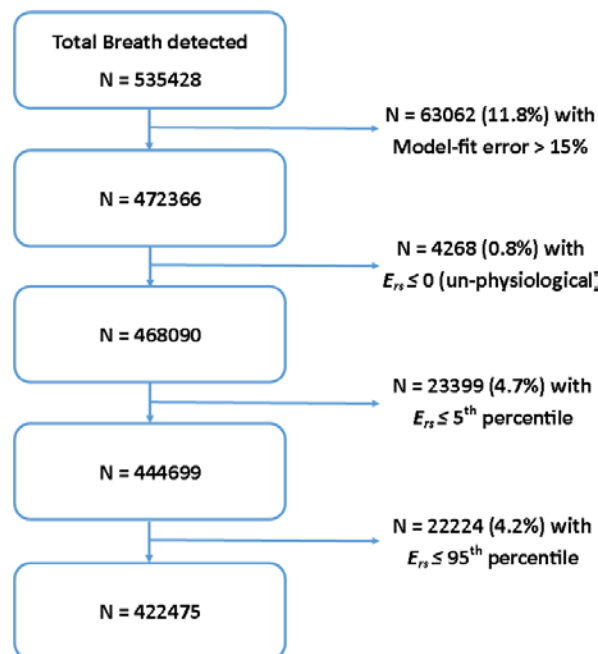 Total Breath detected
N = 535428
N = 63062 (11.8%) with
Model-fit error > 15%
N = 472366
N = 4268 (0.8%) with
Ers ≤ 0 (un-physiological)
N = 468090
N = 23399 (4.7%) with
Ers ≤ 5th percentile
N = 444699
N = 22224 (4.2%) with
Ers ≤ 95th percentile
N = 422475